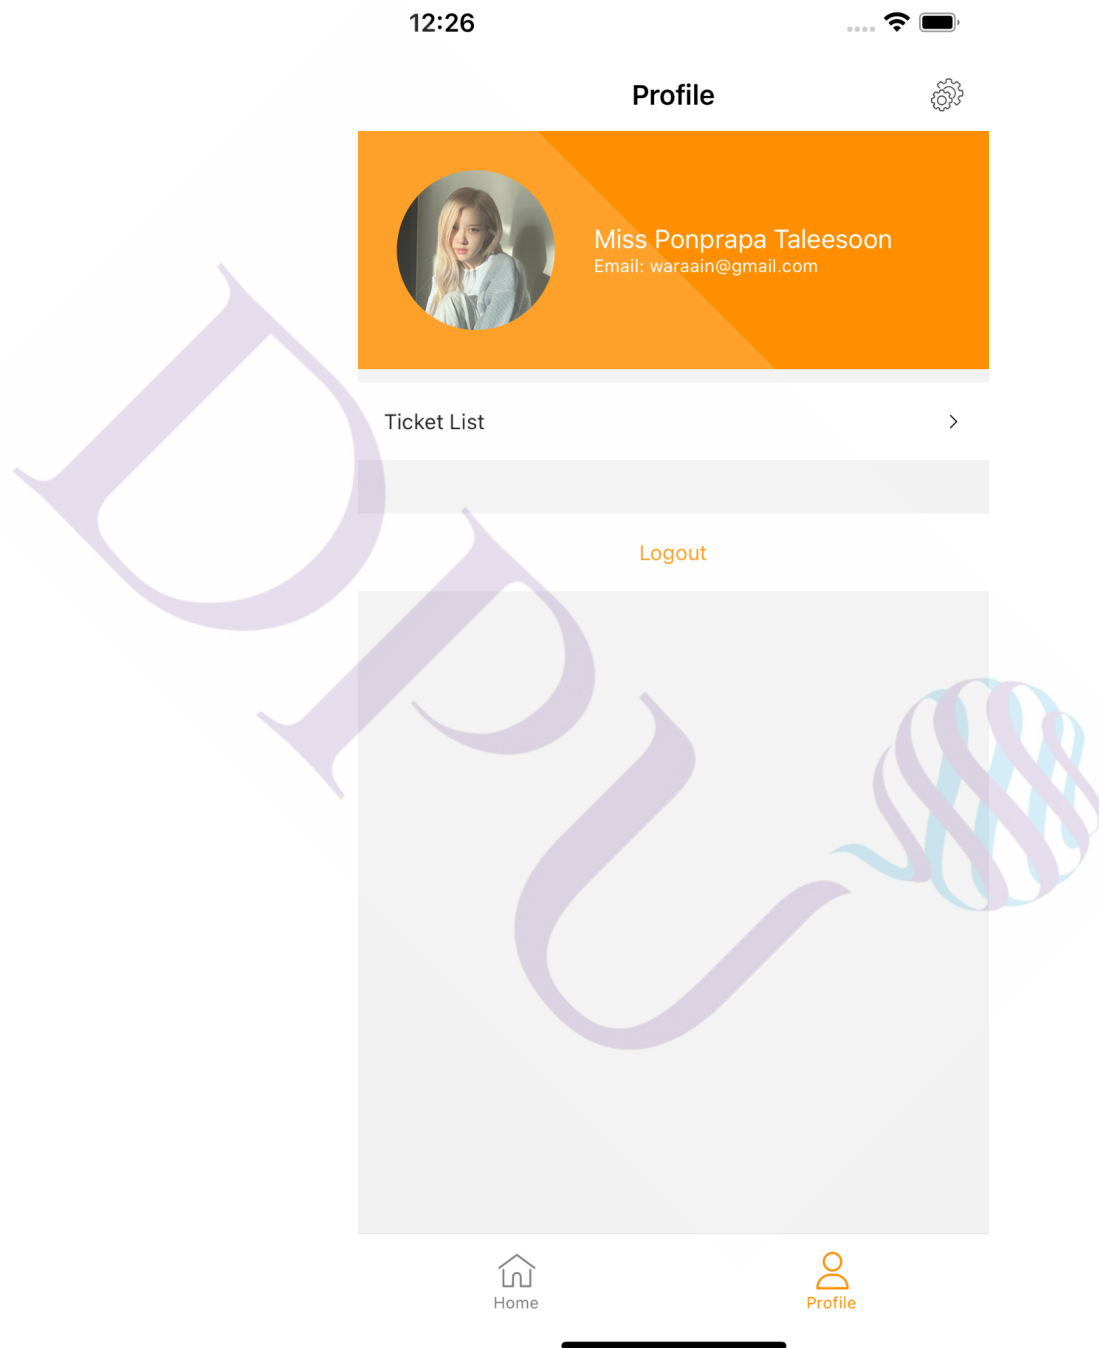 12:26
Profile
Miss Ponprapa Taleesoon
Email: waraain@gmail.com
Ticket List
Logout
DPU
Home
Profile